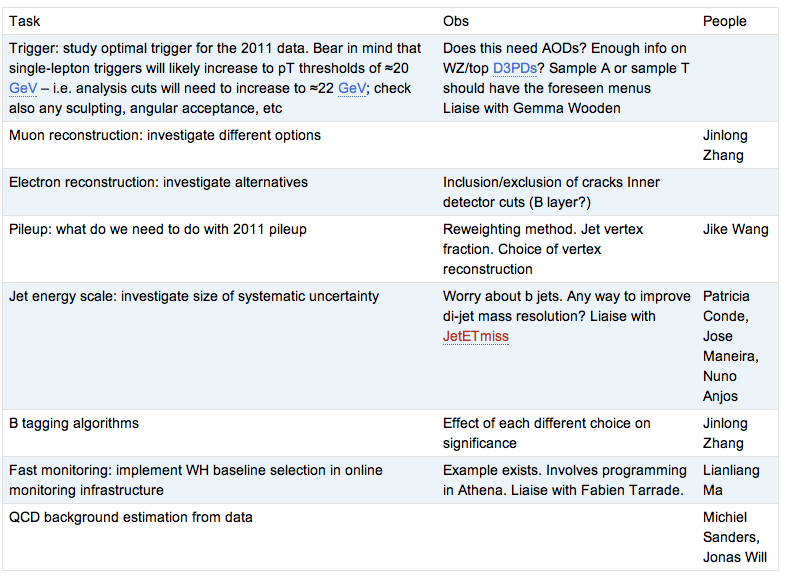 Task Obs People
Trigger: study optimal trigger for the 2011 data. Bear in mind that
single-lepton triggers will likely increase to pT thresholds of ≈20
GeV – i.e. analysis cuts will need to increase to ≈22 GeV; check
also any sculpting, angular acceptance, etc
Does this need AODs? Enough info on
WZ/top D3PDs? Sample A or sample T
should have the foreseen menus
Liaise with Gemma Wooden
Muon reconstruction: investigate different options
Jinlong
Zhang
Electron reconstruction: investigate alternatives
Inclusion/exclusion of cracks Inner
detector cuts (B layer?)
Pileup: what do we need to do with 2011 pileup
Reweighting method. Jet vertex
fraction. Choice of vertex
reconstruction
Jike Wang
Jet energy scale: investigate size of systematic uncertainty
Worry about b jets. Any way to improve
di-jet mass resolution? Liaise with
JetETmiss
Patricia
Conde,
Jose
Maneira,
Nuno
Anjos
B tagging algorithms
Effect of each different choice on
significance
Jinlong
Zhang
Fast monitoring: implement WH baseline selection in online
monitoring infrastructure
Example exists. Involves programming
in Athena. Liaise with Fabien Tarrade.
Lianliang
Ma
QCD background estimation from data
Michiel
Sanders,
Jonas Will